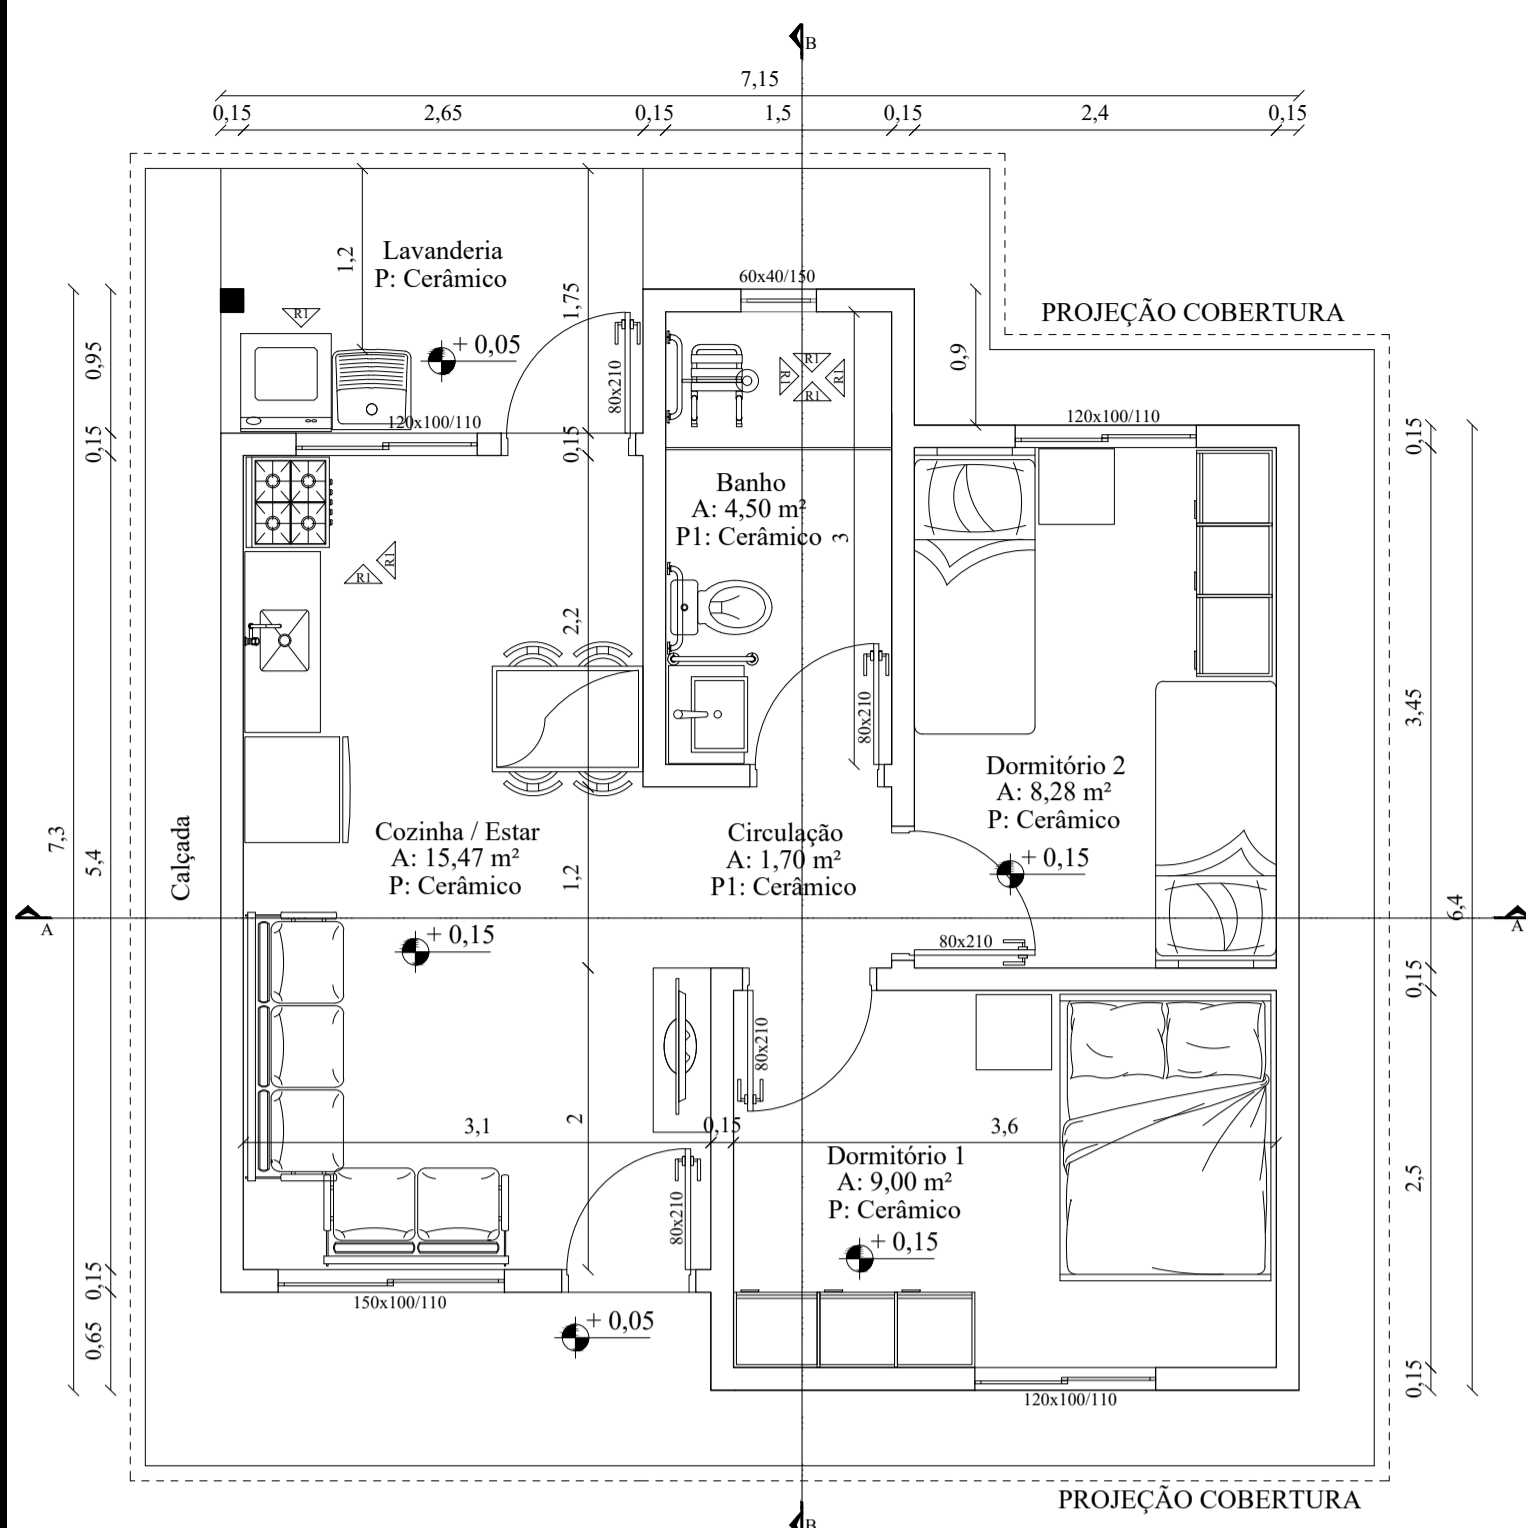 B
7,15
0,15 2,65 0,15 1,5 0,15 2,4 0,15
Lavanderia
P: Cerâmico
1,2
1,75
60x40/150
PROJEÇÃO COBERTURA
R1
+ 0,05
80x210
R1
R1
R1
R1
0,9
0,95
120x100/110
120x100/110
0,15
0,15
0,15
Banho
A: 4,50 m²
P1: Cerâmico
3
R1
R1
2,2
80x210
3,45
Dormitório 2
A: 8,28 m²
P: Cerâmico
+ 0,15
7,3
5,4
Calçada
Cozinha / Estar
A: 15,47 m²
P: Cerâmico
1,2
Circulação
A: 1,70 m²
P1: Cerâmico
6,4
A
A
+ 0,15
80x210
0,15
80x210
3,1
2
0,15
3,6
Dormitório 1
A: 9,00 m²
P: Cerâmico
+ 0,15
2,5
80x210
0,15
150x100/110
0,65
+ 0,05
0,15
120x100/110
PROJEÇÃO COBERTURA
B